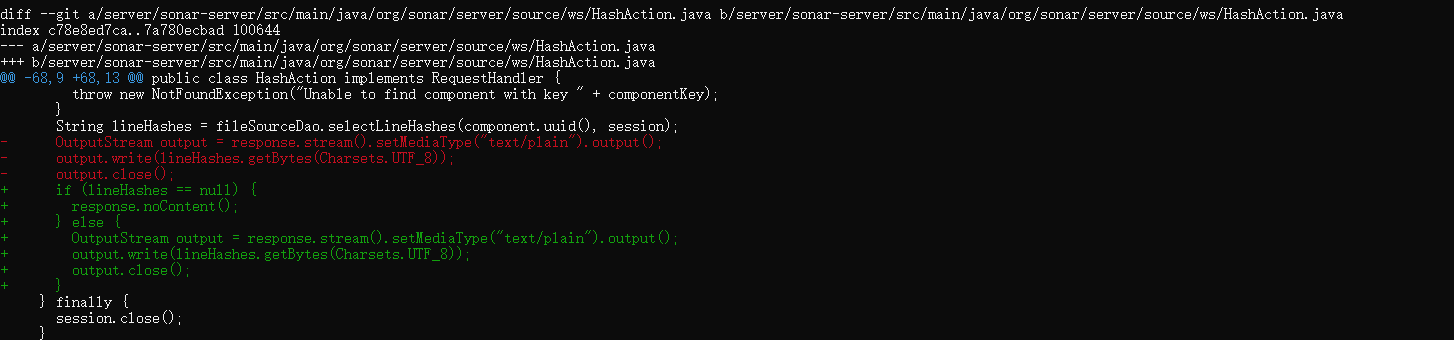 diff --git a/server/sonar-server/src/main/java/org/sonar/server/source/ws/HashAction.java b/server/sonar-server/src/main/java/org/sonar/server/source/ws/HashAction.java
index c78e8ed7ca..7a780ecbad 100644
--- a/server/sonar-server/src/main/java/org/sonar/server/source/ws/HashAction.java
+++ b/server/sonar-server/src/main/java/org/sonar/server/source/ws/HashAction.java
@@ -68,9 +68,13 @@ public class HashAction implements RequestHandler {
         throw new NotFoundException("Unable to find component with key " + componentKey);
       }
       String lineHashes = fileSourceDao.selectLineHashes(component.uuid(), session);
-      OutputStream output = response.stream().setMediaType("text/plain").output();
-      output.write(lineHashes.getBytes(Charsets.UTF_8));
-      output.close();
+      if (lineHashes == null) {
+        response.noContent();
+      } else {
+        OutputStream output = response.stream().setMediaType("text/plain").output();
+        output.write(lineHashes.getBytes(Charsets.UTF_8));
+        output.close();
+      }
     } finally {
       session.close();
     }